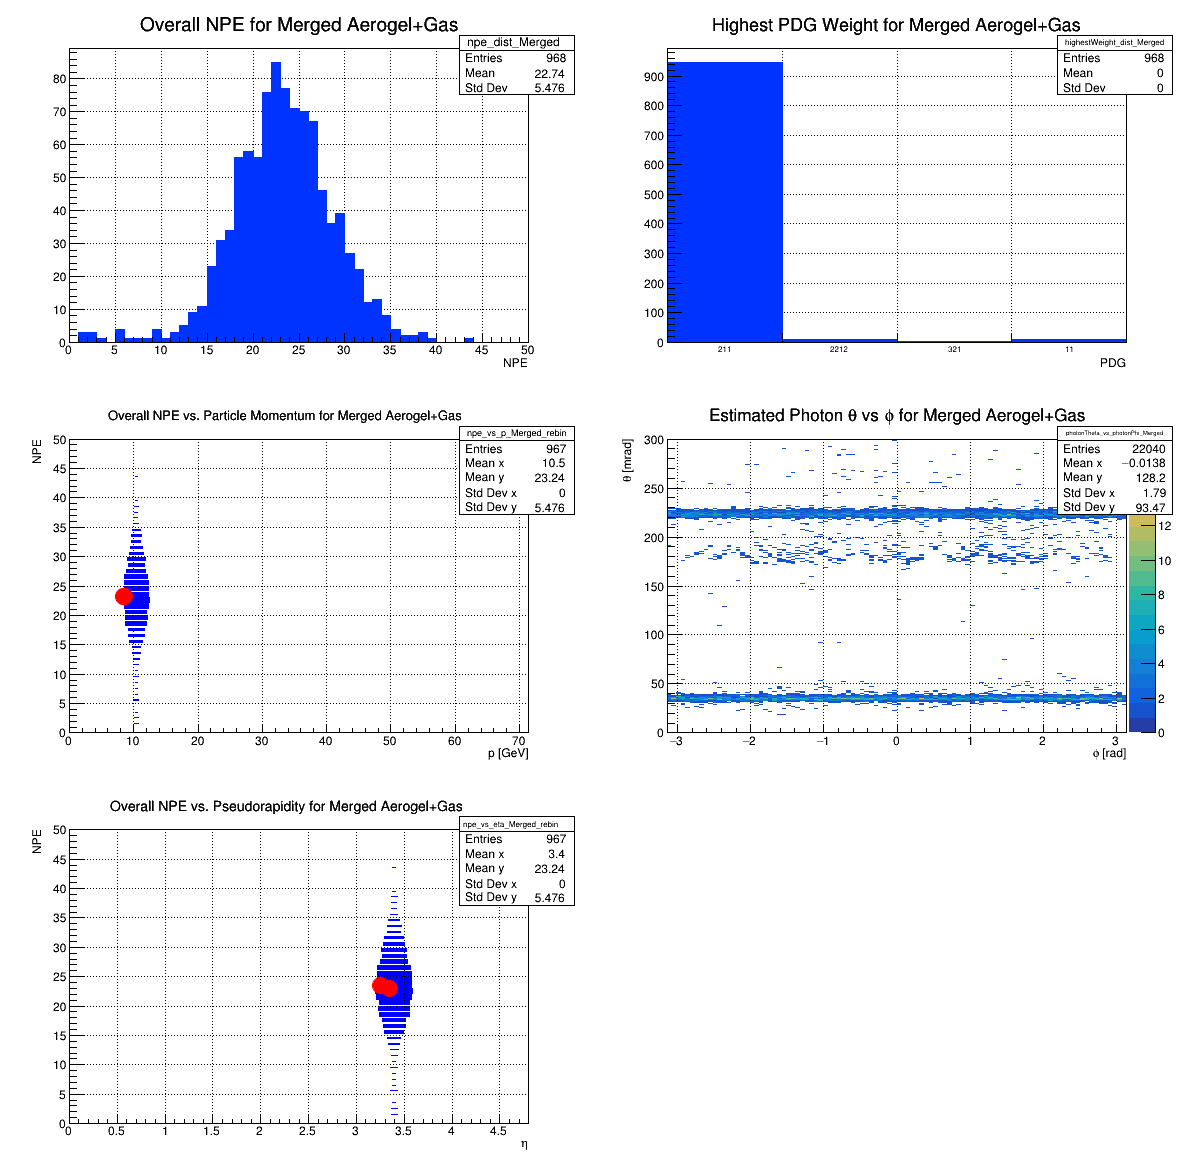 Overall NPE for Merged Aerogel+Gas
npe_dist_Merged
Entries 968
Mean 22.74
Std Dev 5.476
80
70
60
50
40
30
20
10
0
0 5 10 15 20 25 30 35 40 45 50
NPE
Highest PDG Weight for Merged Aerogel+Gas
highestWeight_dist_Merged
Entries 968
Mean 0
Std Dev 0
900
800
700
600
500
400
300
200
100
0
211 2212 321 11
PDG
Overall NPE vs. Particle Momentum for Merged Aerogel+Gas
npe_vs_p_Merged_rebin
Entries 967
Mean x 10.5
Mean y 23.24
Std Dev x 0
Std Dev y 5.476
NPE
50
45
40
35
30
25
20
15
10
5
0
0 10 20 30 40 50 60 70
p [GeV]
Estimated Photon θ vs ϕ for Merged Aerogel+Gas
photonTheta_vs_photonPhi_Merged
Entries 22040
Mean x −0.0138
Mean y 128.2
Std Dev x 1.79
Std Dev y 93.47
θ [mrad]
300
250
200
150
100
50
0
−3 −2 −1 0 1 2 3
ϕ [rad]
12
10
8
6
4
2
0
Overall NPE vs. Pseudorapidity for Merged Aerogel+Gas
npe_vs_eta_Merged_rebin
Entries 967
Mean x 3.4
Mean y 23.24
Std Dev x 0
Std Dev y 5.476
NPE
50
45
40
35
30
25
20
15
10
5
0
0 0.5 1 1.5 2 2.5 3 3.5 4 4.5
η